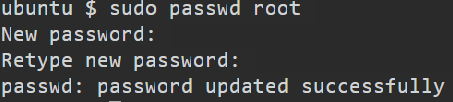 ubuntu $ sudo passwd root
New password:
Retype new password:
passwd: password updated successfully